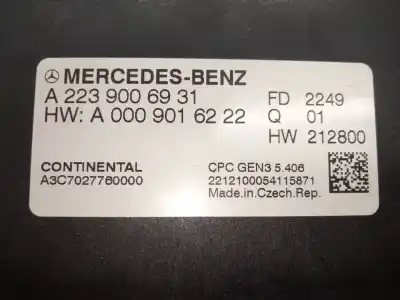 MERCEDES-BENZ
A 223 900 69 31 FD 2249
HW: A 000 901 62 22 Q 01
HW 212800
CONTINENTAL CPC GEN3 5.406
A3C7027760000 2212100054115871
Made.in.Czech.Rep.